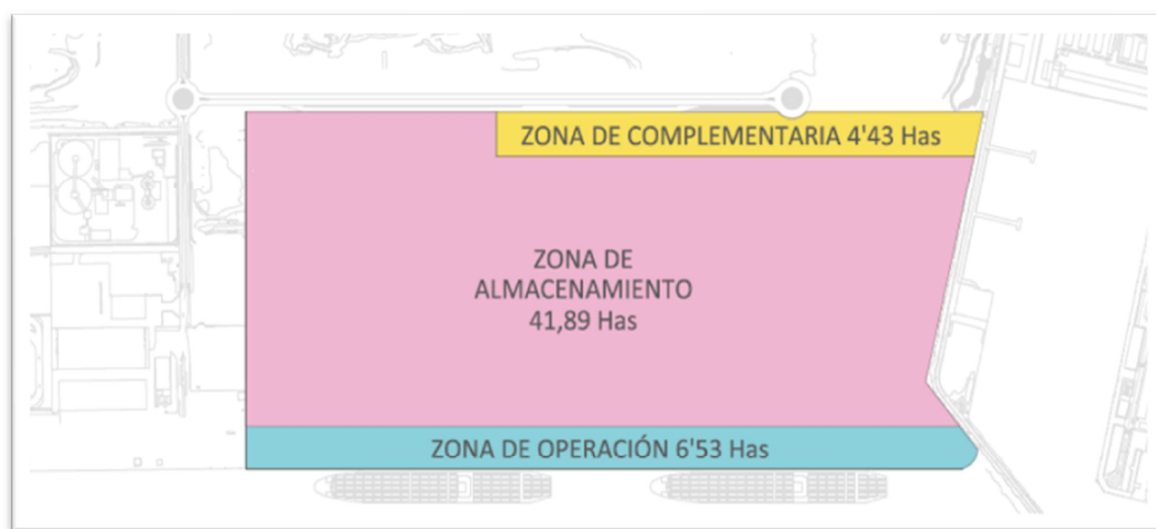 ZONA DE COMPLEMENTARIA 4'43 Has
ZONA DE
ALMACENAMIENTO
41,89 Has
ZONA DE OPERACIÓN 6'53 Has